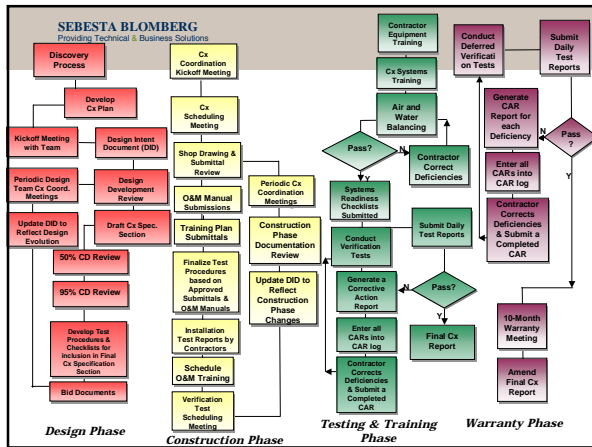 SEBESTA BLOMBERG
Providing Technical & Business Solutions
Discovery
Process
Develop
Cx Plan
Kickoff Meeting
with Team
Design Intent
Document (DID)
Periodic Design
Team Cx Coord.
Meetings
Design
Development
Review
Update DID to
Reflect Design
Evolution
Draft Cx Spec.
Section
50% CD Review
95% CD Review
Develop Test
Procedures &
Checklists for
inclusion in Final
Cx Specification
Section
Bid Documents
Design Phase
Cx
Coordination
Kickoff Meeting
Cx
Scheduling
Meeting
Shop Drawing &
Submittal
Review
O&M Manual
Submissions
Training Plan
Submittals
Finalize Test
Procedures
based on
Approved
Submittals &
O&M Manuals
Installation
Test Reports by
Contractors
Schedule
O&M Training
Verification
Test
Scheduling
Meeting
Periodic Cx
Coordination
Meetings
Construction
Phase
Documentation
Review
Update DID to
Reflect
Construction
Phase
Changes
Construction Phase
Contractor
Equipment
Training
Cx Systems
Training
Air and
Water
Balancing
Pass?
N
Y
Contractor
Correct
Deficiencies
Systems
Readiness
Checklists
Submitted
Conduct
Verification
Tests
Submit Daily
Test Reports
Generate a
Corrective
Action
Report
N
Pass?
Y
Enter all
CARs into
CAR log
Final Cx
Report
Contractor
Corrects
Deficiencies
& Submit a
Completed
CAR
Testing & Training
Phase
Conduct
Deferred
Verificati
on Tests
Submit
Daily
Test
Reports
Generate
CAR
Report
for each
Deficiency
N
Pass
?
Y
Enter all
CARs into
CAR log
Contractor
Corrects
Deficiencies
& Submit a
Completed
CAR
10-Month
Warranty
Meeting
Amend
Final Cx
Report
Warranty Phase